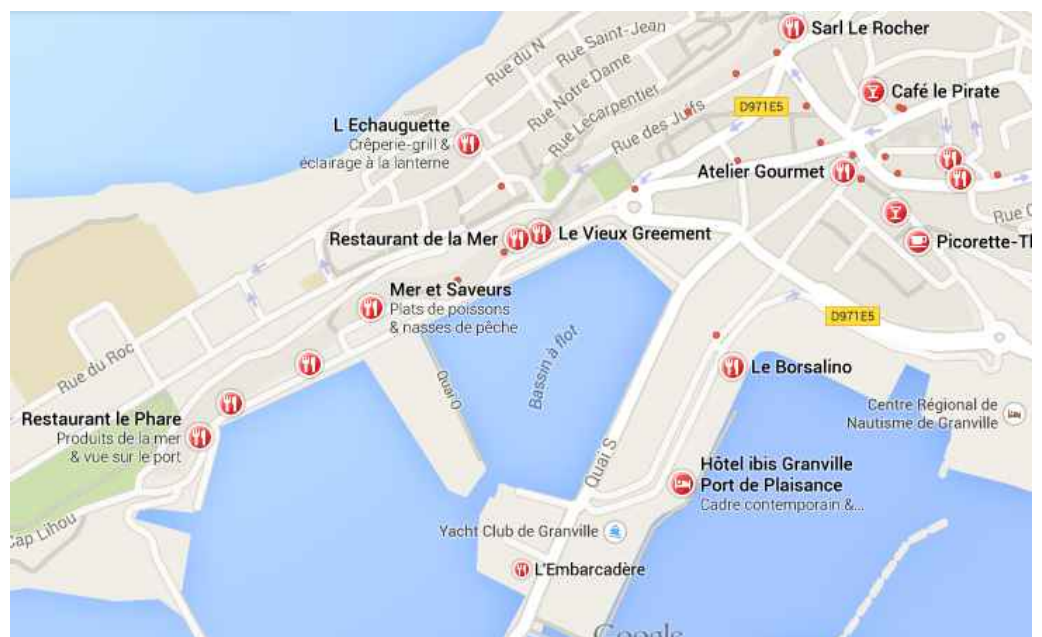 Sarl Le Rocher
Rue Saint-Jean
Rue du N
Rue Notre Dame
Café le Pirate
Rue Lecarpentier
D971E5
L Echauguette
Crêperie-grill &
éclairage à la lanterne
Rue des Juifs
Atelier Gourmet
Rue C
Restaurant de la Mer
Le Vieux Greement
Picorette-Th
Mer et Saveurs
Plats de poissons
& nasses de pêche
D971E5
Bassin à flot
Rue du Roc
Le Borsalino
Quai O
Restaurant le Phare
Produits de la mer
& vue sur le port
Centre Régional de
Nautisme de Granville
Quai S
Hôtel ibis Granville
Port de Plaisance
Cadre contemporain &...
Cap Lihou
Yacht Club de Granville
L'Embarcadère
Google